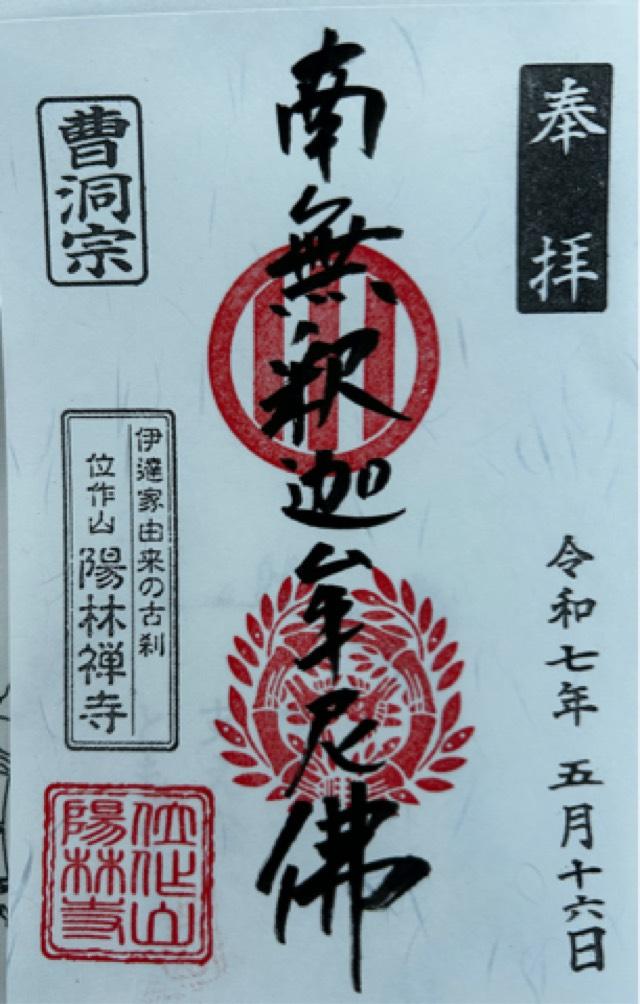 奉拝
令和七年 五月十六日
南無釈迦牟尼佛
曹洞宗
伊達家由来の古刹
位作山 陽林禅寺
位作山
陽林寺